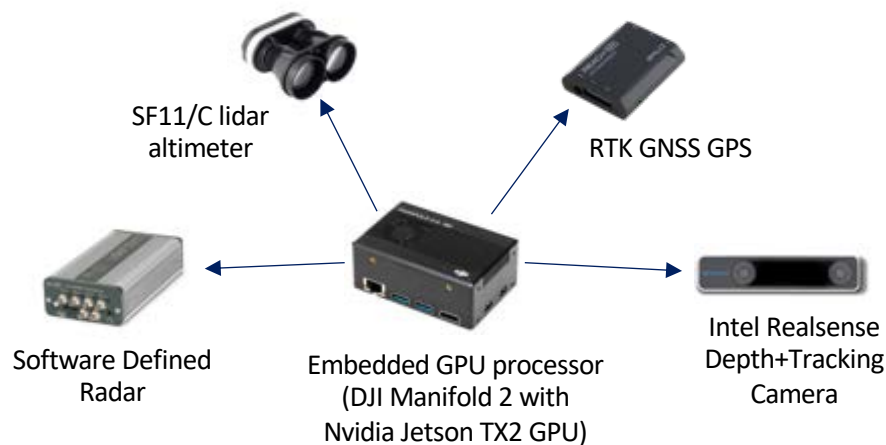 SF11/C lidar
altimeter
RTK GNSS GPS
Software Defined
Radar
Embedded GPU processor
(DJI Manifold 2 with
Nvidia Jetson TX2 GPU)
Intel Realsense
Depth+Tracking
Camera